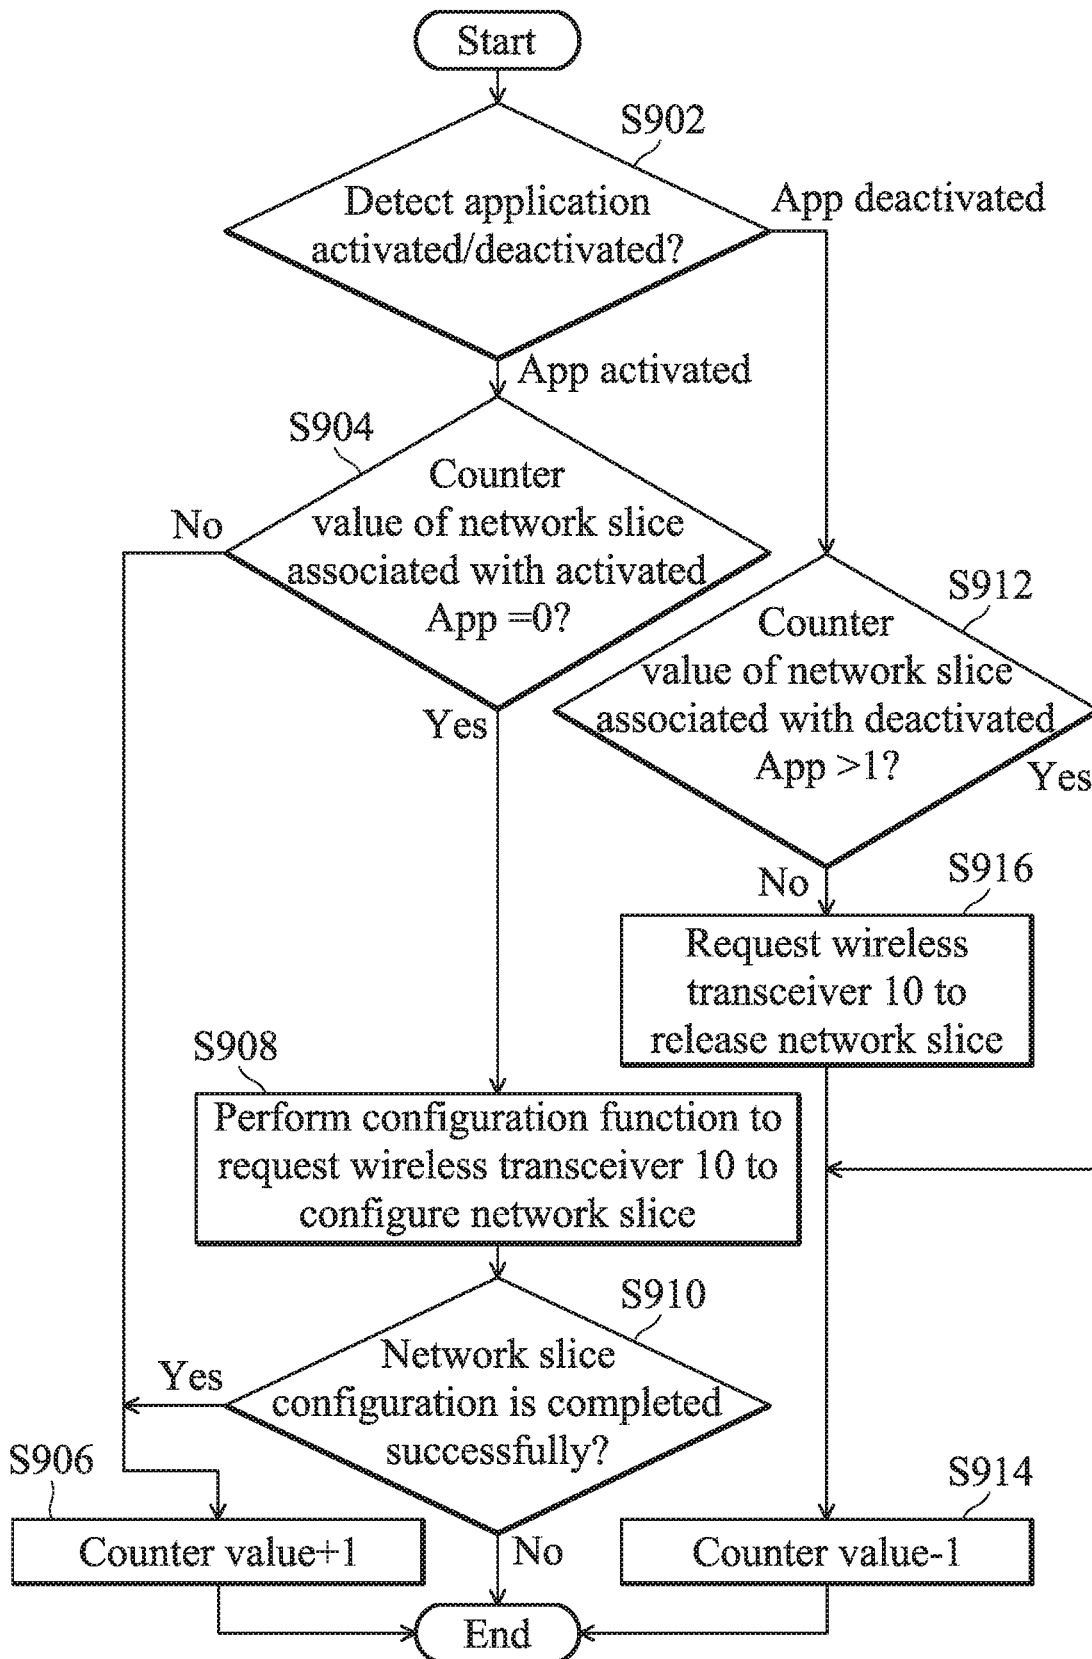 Start
S902
Detect application
activated/deactivated?
App deactivated
App activated
S904
Counter
value of network slice
associated with activated
App =0?
No
Yes
S912
Counter
value of network slice
associated with deactivated
App >1?
Yes
No
S916
Request wireless
transceiver 10 to
release network slice
S908
Perform configuration function to
request wireless transceiver 10 to
configure network slice
S910
Network slice
configuration is completed
successfully?
Yes
No
S906
Counter value+1
S914
Counter value-1
End